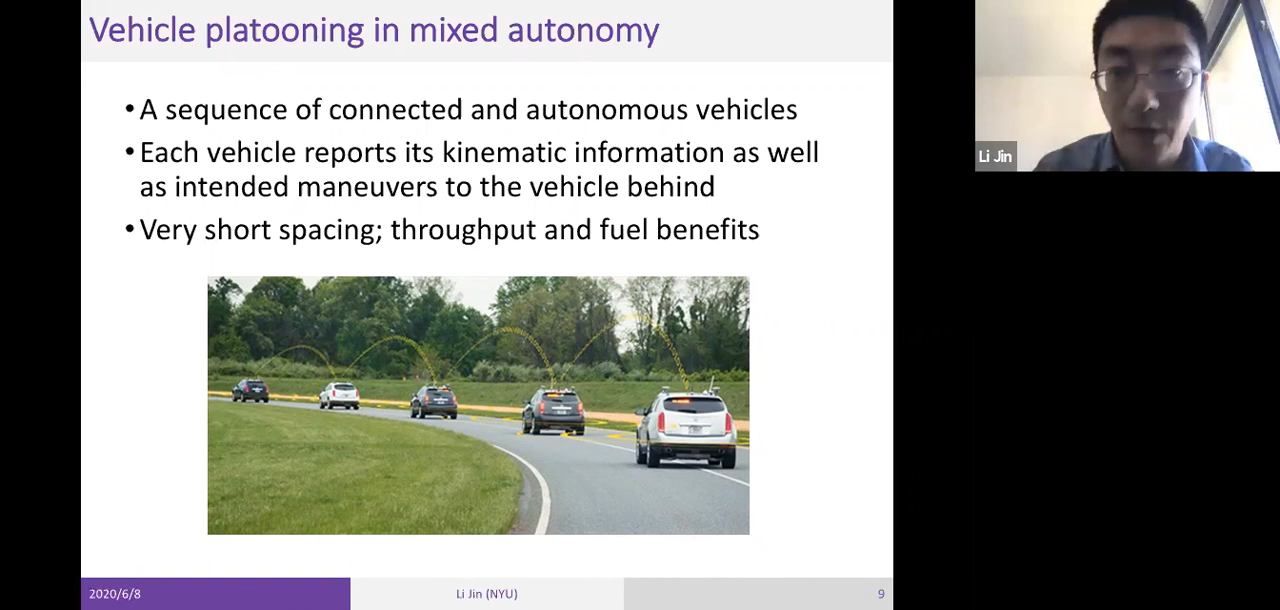 Vehicle platooning in mixed autonomy
• A sequence of connected and autonomous vehicles
• Each vehicle reports its kinematic information as well
as intended maneuvers to the vehicle behind
• Very short spacing; throughput and fuel benefits
Li Jin
2020/6/8
Li Jin (NYU)
9